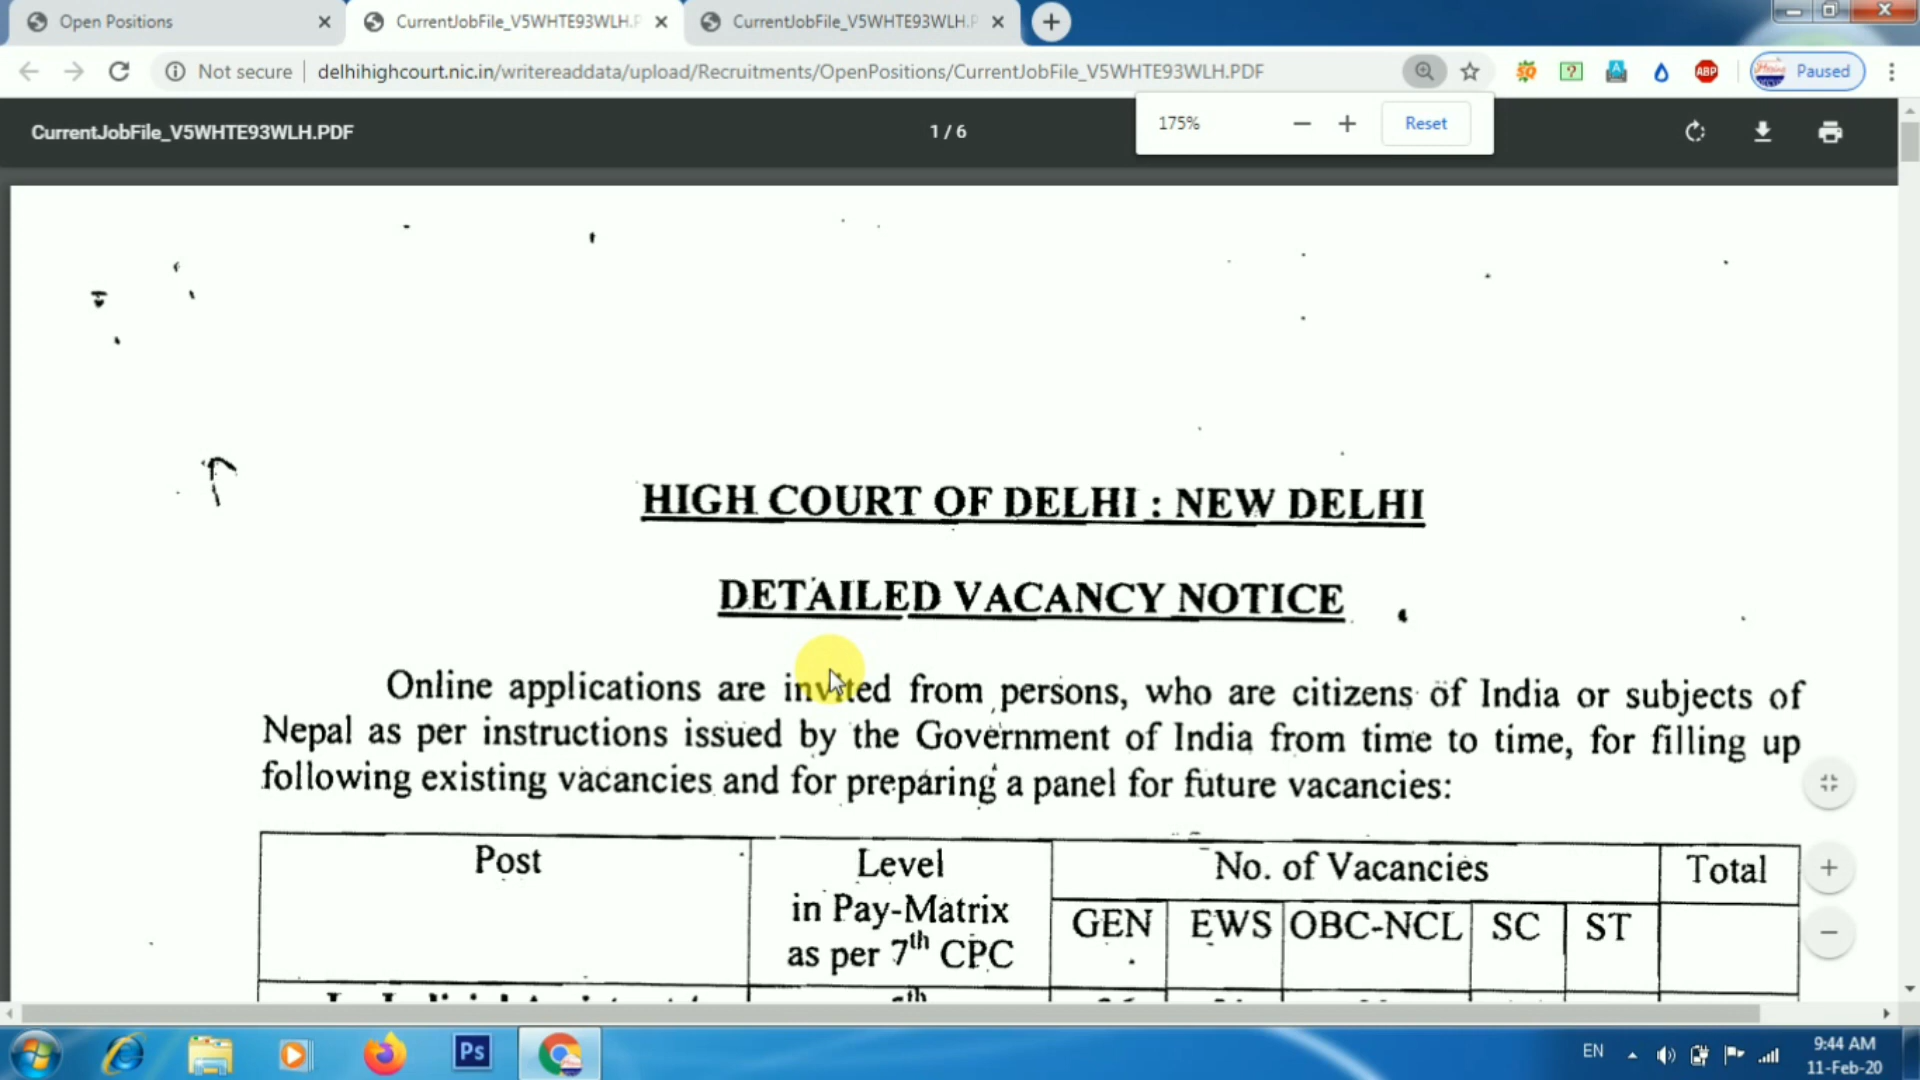 Open Positions
CurrentJobFile_V5WHTE93WLH.P
CurrentJobFile_V5WHTE93WLH.P
Not secure
delhihighcourt.nic.in/writereaddata/upload/Recruitments/OpenPositions/CurrentJobFile_V5WHTE93WLH.PDF
ABP
Paused
CurrentJobFile_V5WHTE93WLH.PDF
1 / 6
175%
Reset
HIGH COURT OF DELHI : NEW DELHI
DETAILED VACANCY NOTICE
Online applications are invited from persons, who are citizens of India or subjects of
Nepal as per instructions issued by the Government of India from time to time, for filling up
following existing vacancies and for preparing a panel for future vacancies:
Post
Level
in Pay-Matrix
as per 7th CPC
No. of Vacancies
Total
GEN
EWS
OBC-NCL
SC
ST
Ps
EN
9:44 AM
11-Feb-20